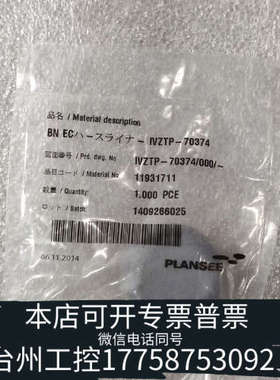 品名 / Material description
BN ECハースライナー IVZTP-70374
図面番号 / Prd. dwg. No IVZTP-70374/000/-
品目コード / Material No 11931711
数量 / Quantity: 1.000 PCE
ロット / Batch: 1409266025
06.11.2014
PLANSEE
本店可开专票普票
微信电话同号
台州工控17758753092